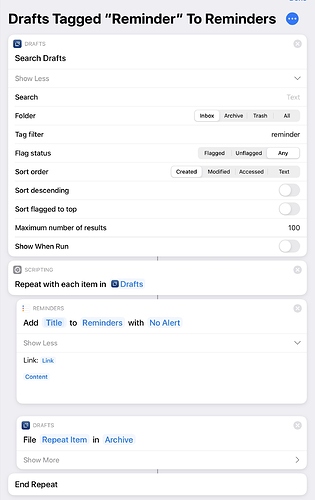 Drafts Tagged “Reminder” To Reminders
DRAFTS
Search Drafts
Show Less
Search Text
Folder Inbox Archive Trash All
Tag filter reminder
Flag status Flagged Unflagged Any
Sort order Created Modified Accessed Text
Sort descending
Sort flagged to top
Maximum number of results 100
Show When Run
SCRIPTING
Repeat with each item in Drafts
REMINDERS
Add Title to Reminders with No Alert
Show Less
Link: Link
Content
DRAFTS
File Repeat Item in Archive
Show More
End Repeat